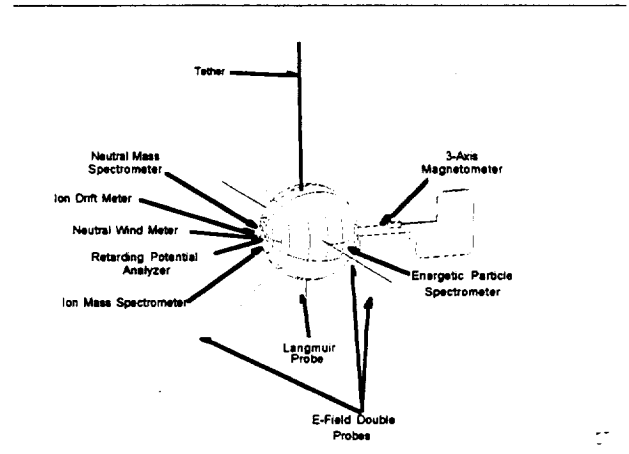 Tether
Neutral Mass
Spectrometer
Ion Drift Meter
Neutral Wind Meter
Retarding Potential
Analyzer
Ion Mass Spectrometer
3-Axis
Magnetometer
Energetic Particle
Spectrometer
Langmuir
Probe
E-Field Double
Probes